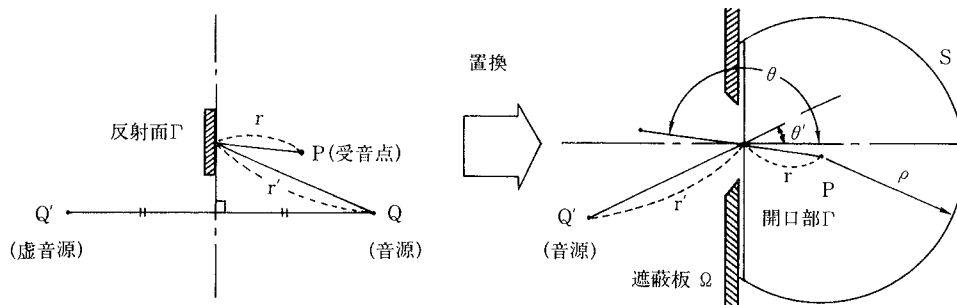 反射面Γ
r
P(受音点)
r'
Q'
(虚音源)
Q
(音源)
置換
S
θ
θ'
r
P
ρ
r'
Q'
(音源)
開口部Γ
遮蔽板 Ω